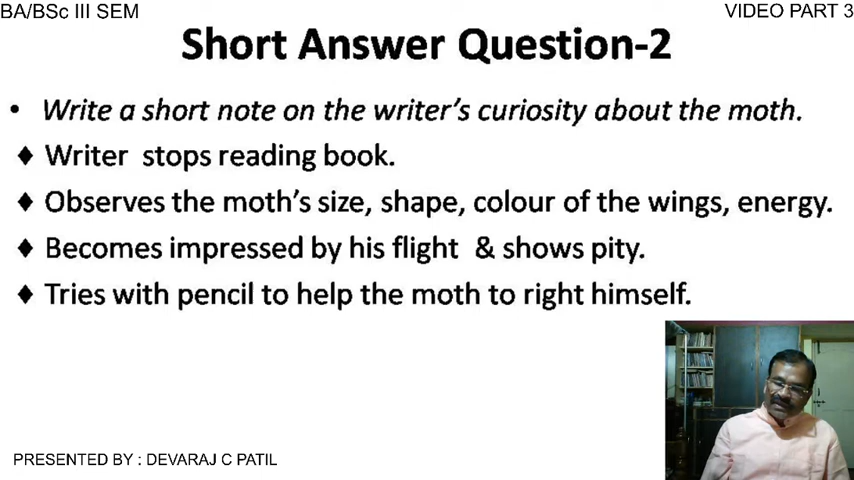 BA/BSc III SEM
VIDEO PART 3
Short Answer Question-2
• Write a short note on the writer's curiosity about the moth.
♦ Writer stops reading book.
♦ Observes the moth's size, shape, colour of the wings, energy.
♦ Becomes impressed by his flight & shows pity.
♦ Tries with pencil to help the moth to right himself.
PRESENTED BY : DEVARAJ C PATIL